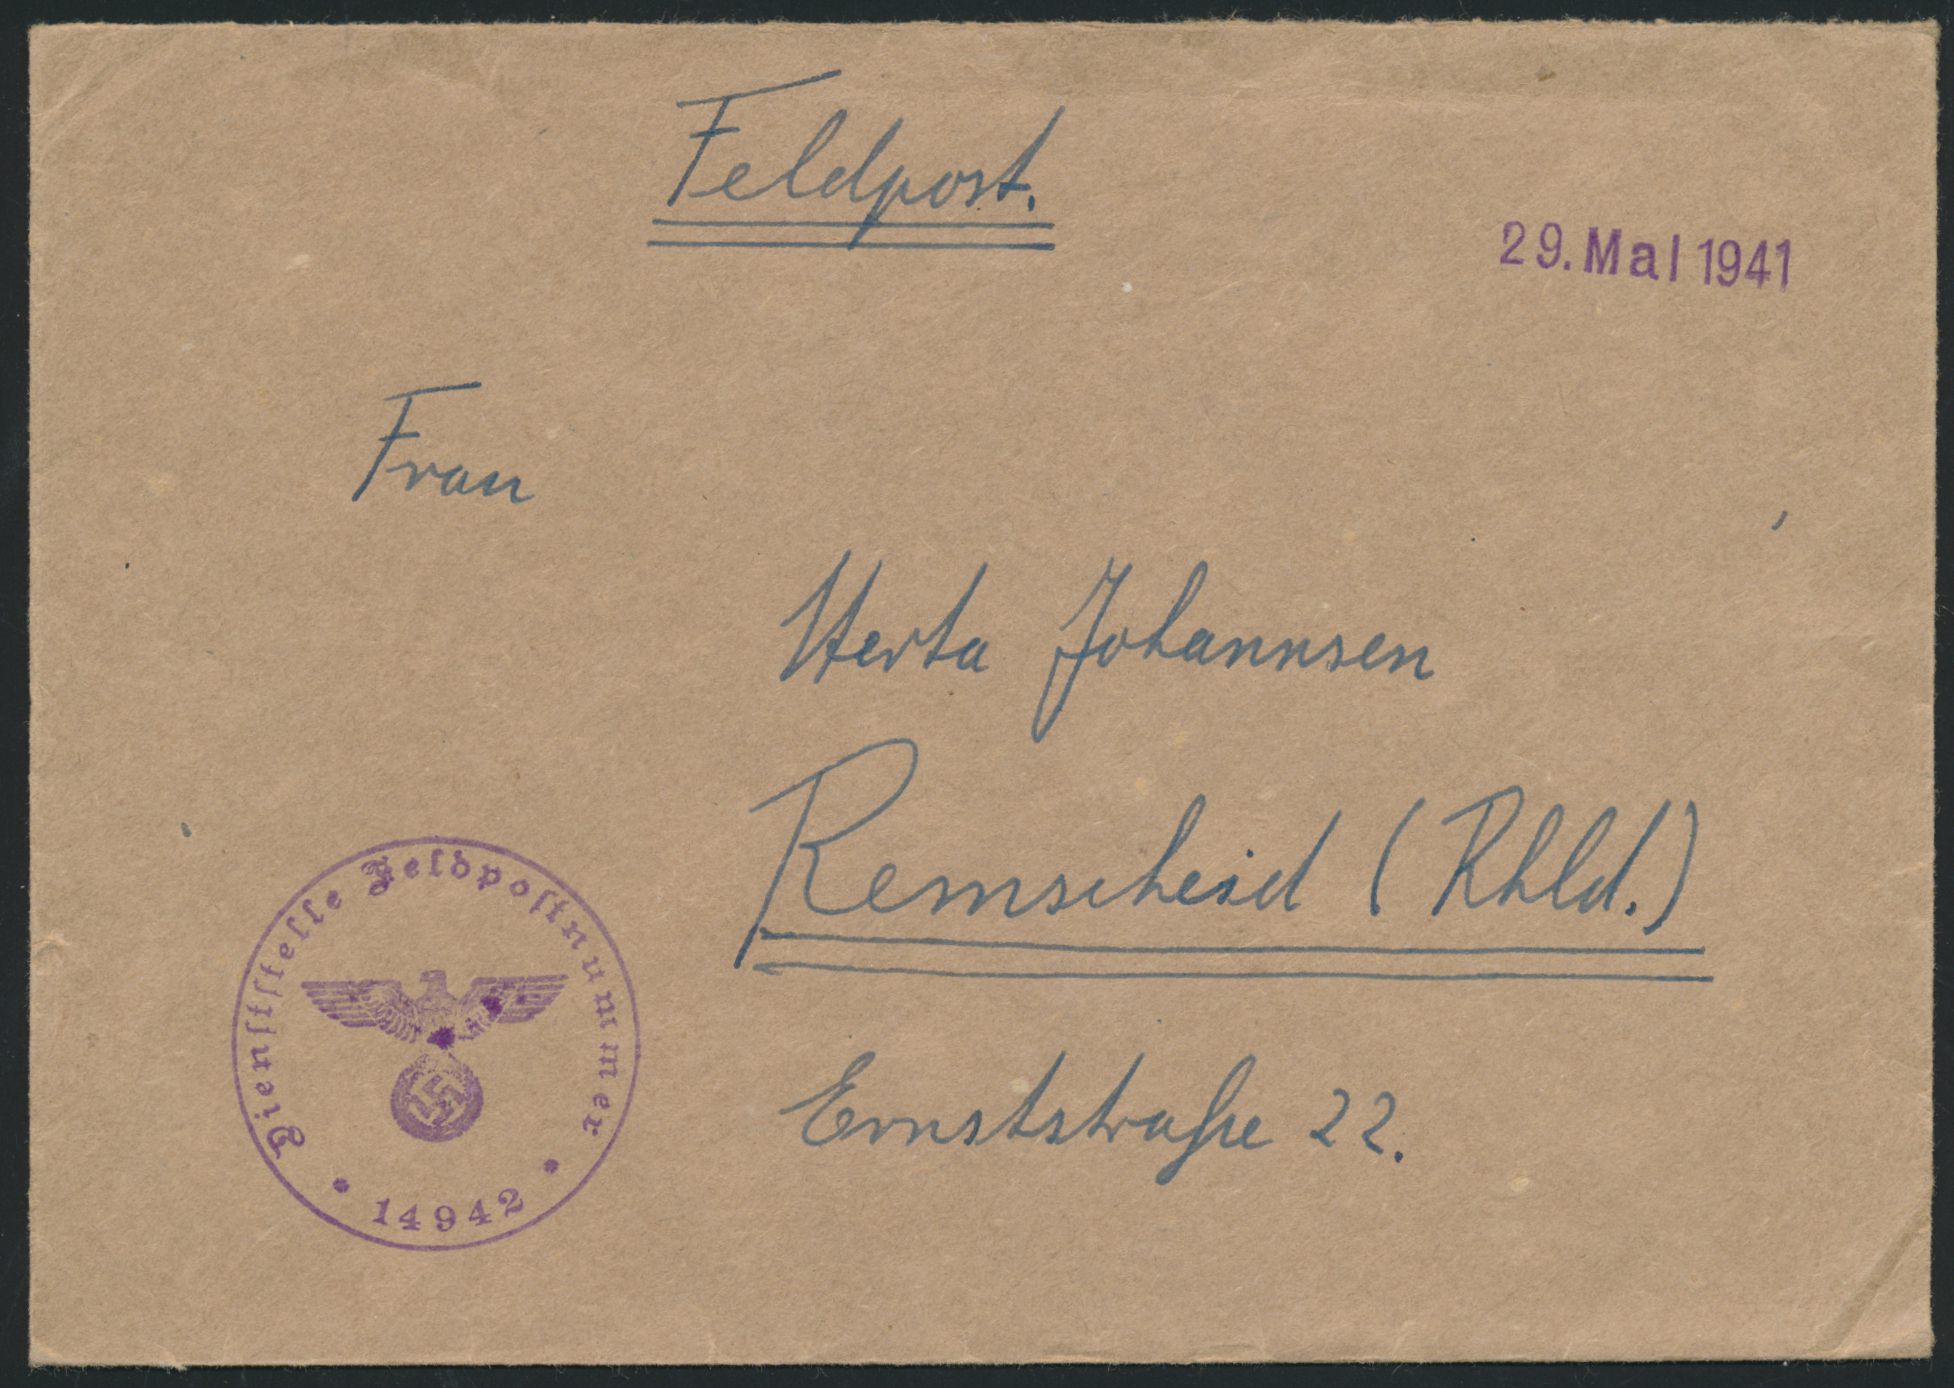 Feldpost.
29. Mai 1941
Frau
Herta Johannsen
Remscheid (Rhld.)
Ernststraße 22.
Dienststelle Feldpostnummer
* 14942 *